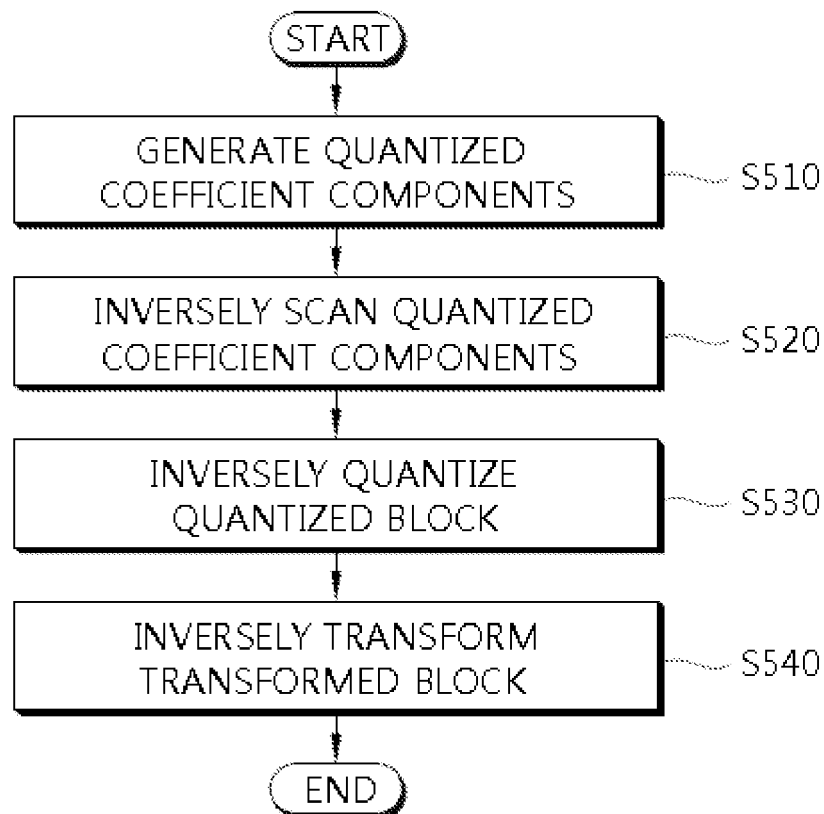 START
GENERATE QUANTIZED
COEFFICIENT COMPONENTS
S510
INVERSELY SCAN QUANTIZED
COEFFICIENT COMPONENTS
S520
INVERSELY QUANTIZE
QUANTIZED BLOCK
S530
INVERSELY TRANSFORM
TRANSFORMED BLOCK
S540
END